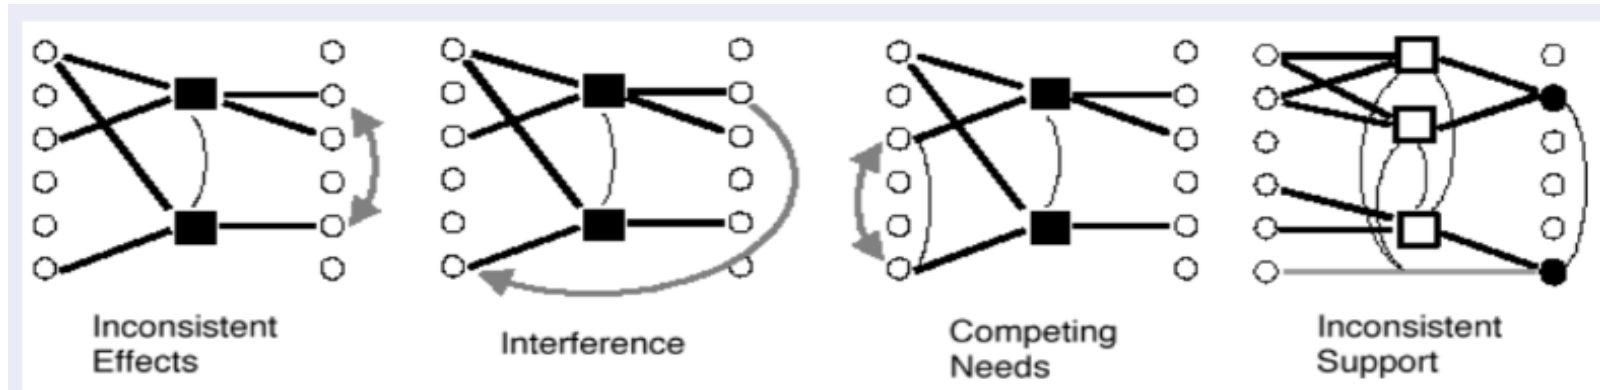 Inconsistent
Effects
Interference
Competing
Needs
Inconsistent
Support